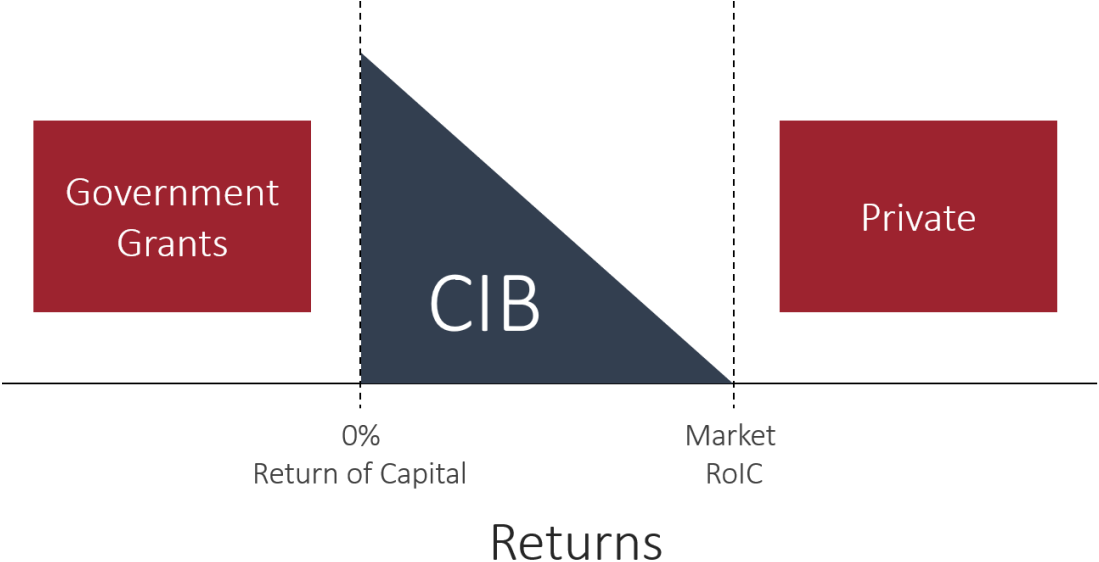 Government
Grants
CIB
Private
0%
Return of Capital
Market
RoIC
Returns